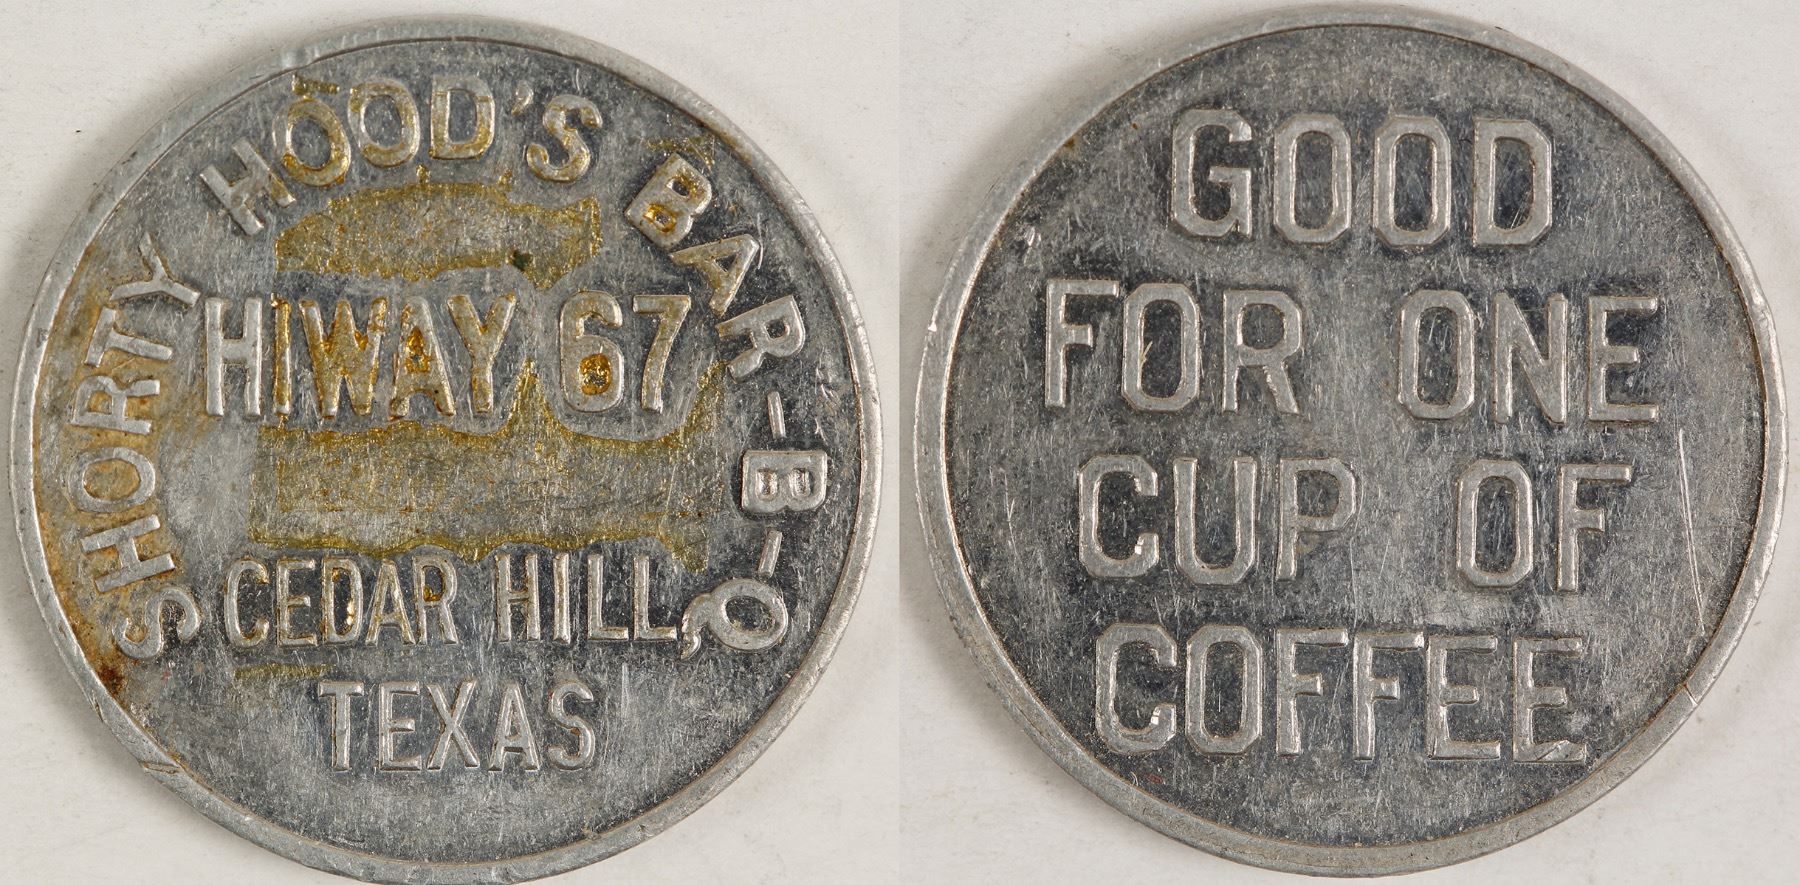 SHORTY HOOD'S BAR-B-Q
HIWAY 67
CEDAR HILL,
TEXAS
GOOD
FOR ONE
CUP OF
COFFEE